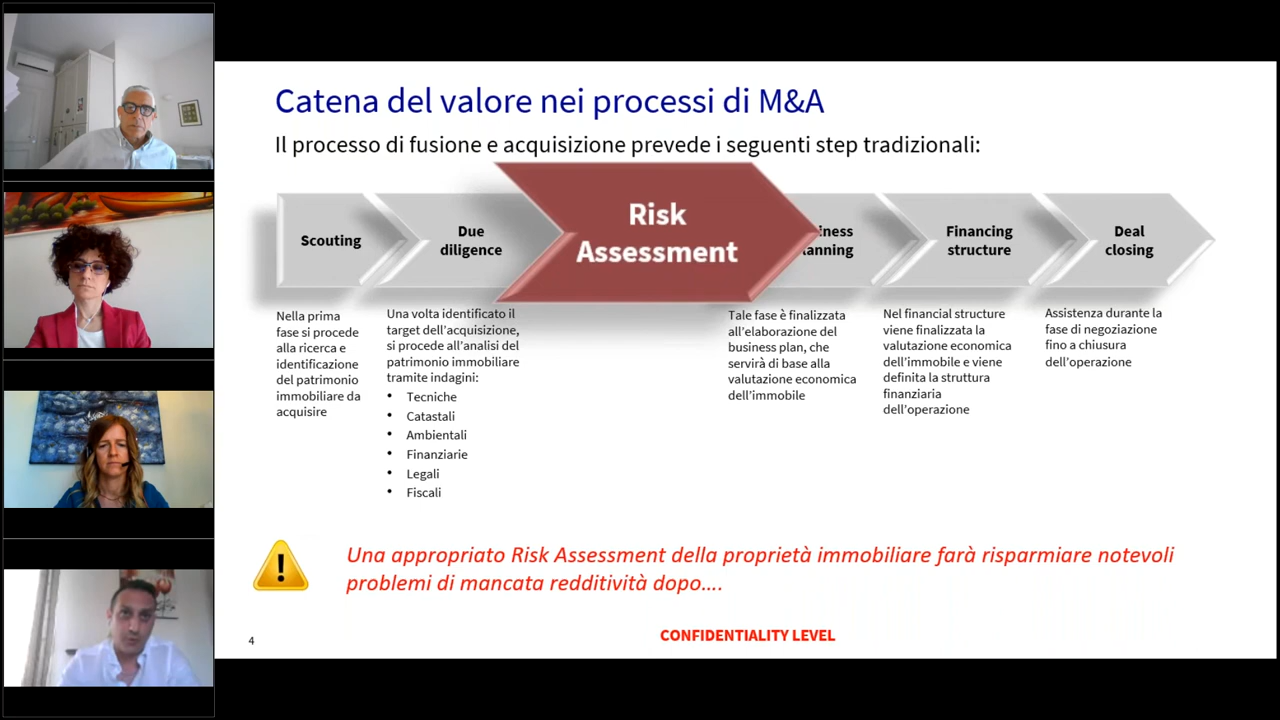 Catena del valore nei processi di M&A
Il processo di fusione e acquisizione prevede i seguenti step tradizionali:
Scouting
Due
diligence
Risk
Assessment
iness
lanning
Financing
structure
Deal
closing
Nella prima
fase si procede
alla ricerca e
identificazione
del patrimonio
immobiliare da
acquisire
Una volta identificato il
target dell'acquisizione,
si procede all'analisi del
patrimonio immobiliare
tramite indagini:
• Tecniche
• Catastali
• Ambientali
• Finanziarie
• Legali
• Fiscali
Tale fase è finalizzata
all'elaborazione del
business plan, che
servirà di base alla
valutazione economica
dell'immobile
Nel financial structure
viene finalizzata la
valutazione economica
dell'immobile e viene
definita la struttura
finanziaria
dell'operazione
Assistenza durante la
fase di negoziazione
fino a chiusura
dell'operazione
Una appropriato Risk Assessment della proprietà immobiliare farà risparmiare notevoli
problemi di mancata redditività dopo....
4
CONFIDENTIALITY LEVEL